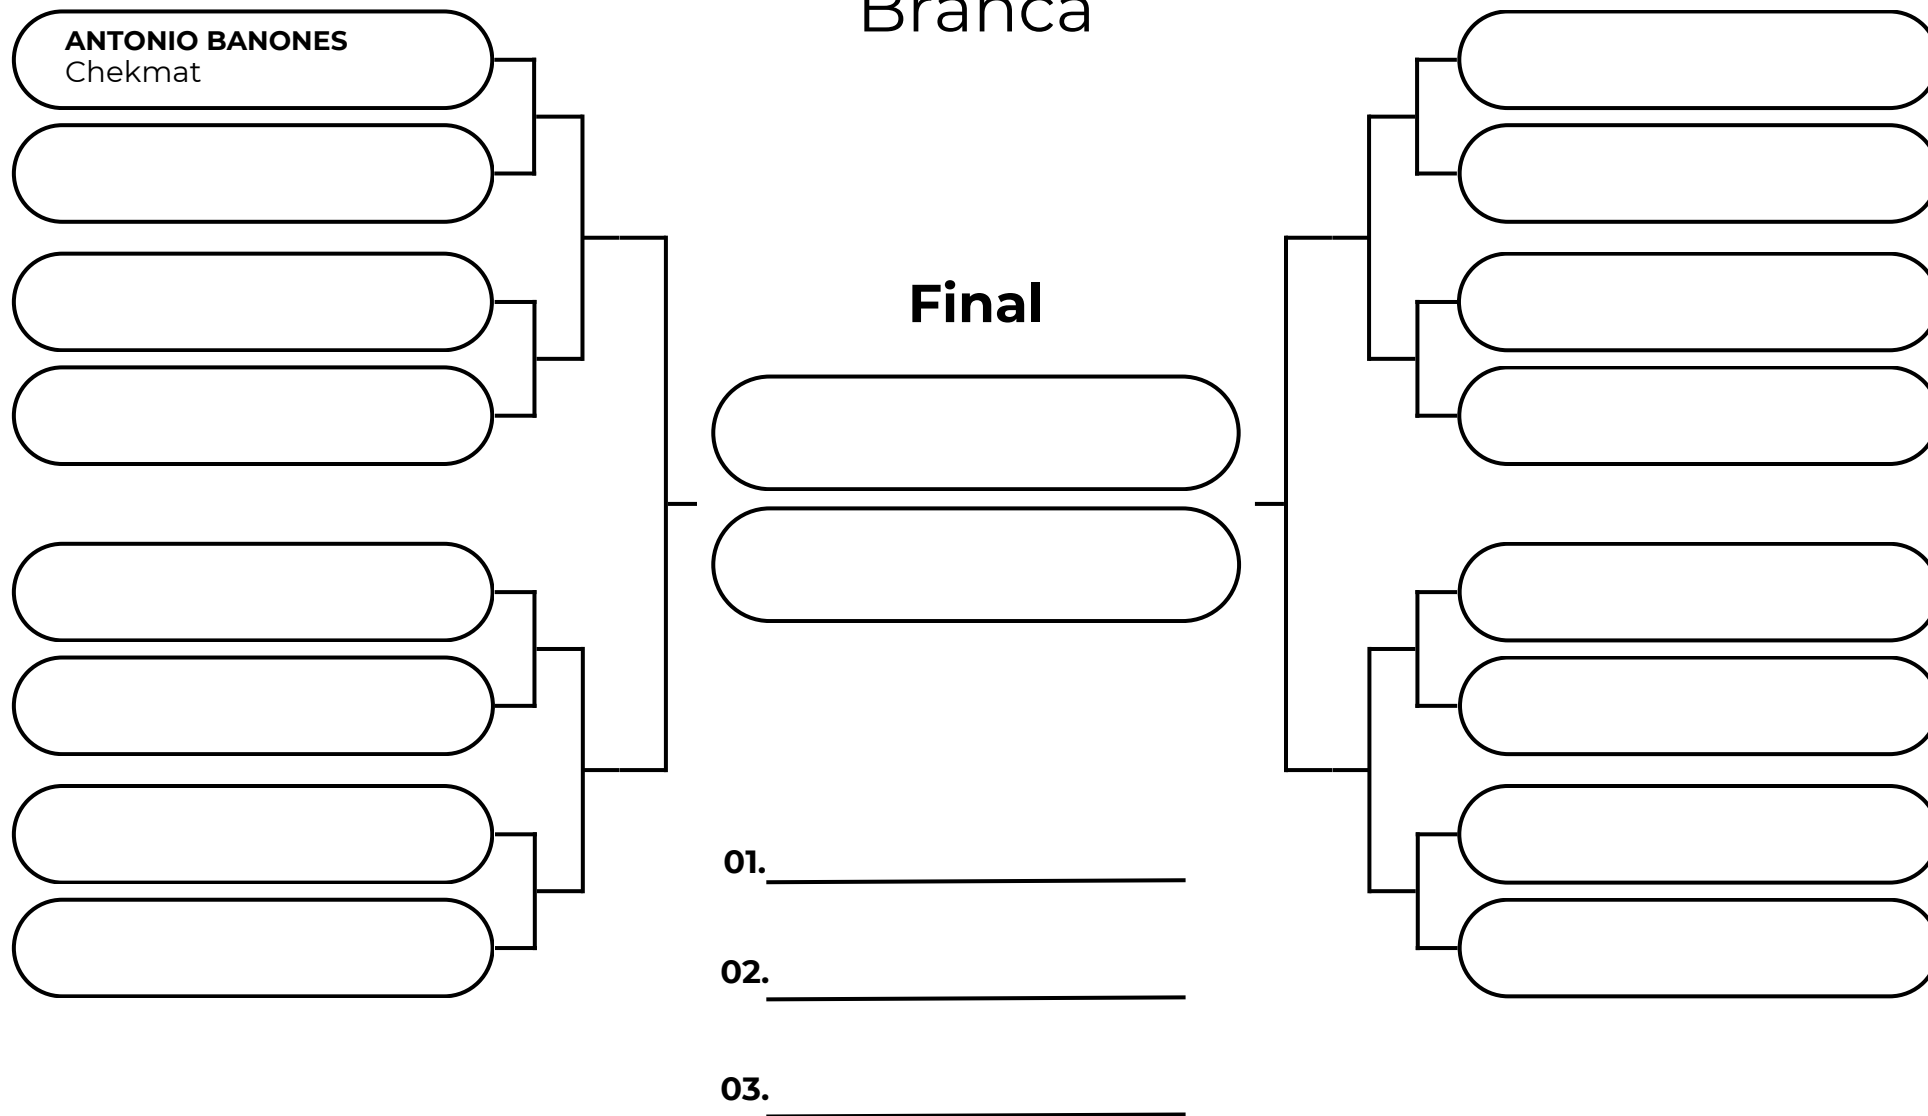 Branca
ANTONIO BANONES
Chekmat
Final
01.
02.
03.